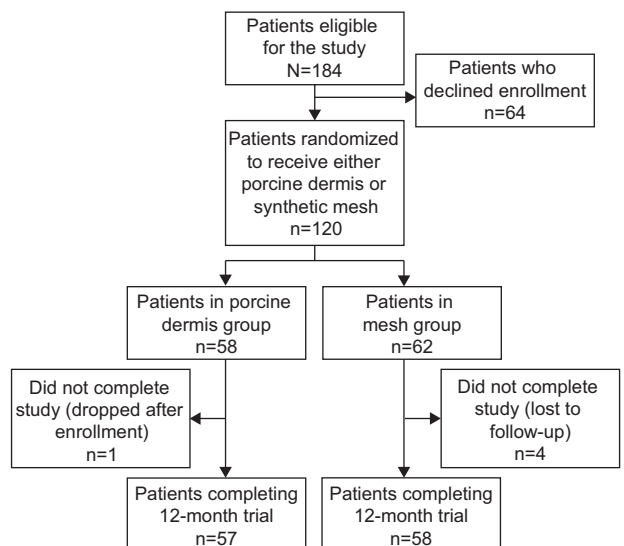 Patients eligible
for the study
N=184
Patients who
declined enrollment
n=64
Patients randomized
to receive either
porcine dermis or
synthetic mesh
n=120
Patients in porcine
dermis group
n=58
Patients in
mesh group
n=62
Did not complete
study (dropped after
enrollment)
n=1
Did not complete
study (lost to
follow-up)
n=4
Patients completing
12-month trial
n=57
Patients completing
12-month trial
n=58